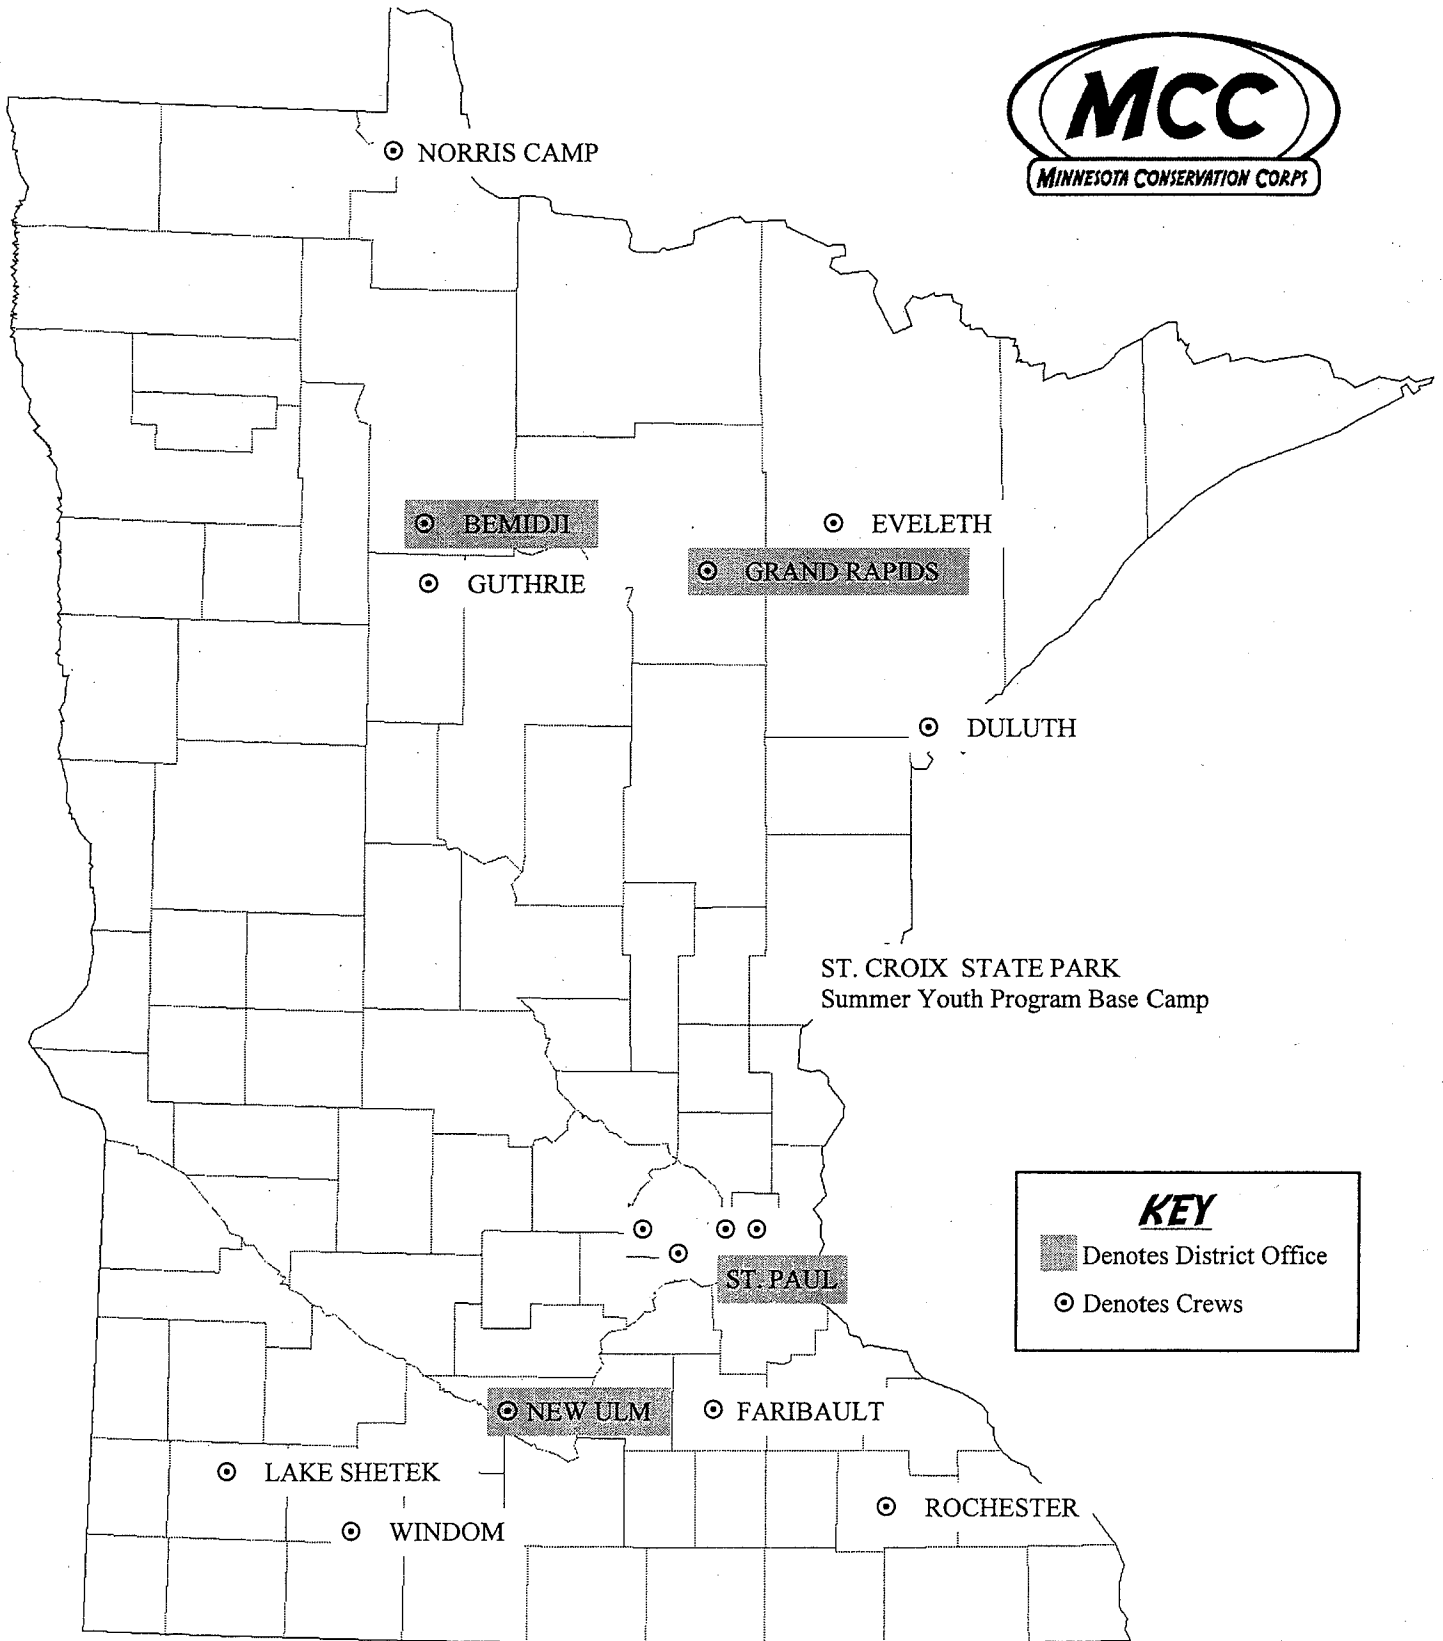 MCC
MINNESOTA CONSERVATION CORPS
NORRIS CAMP
BEMIDJI
EVELETH
GRAND RAPIDS
GUTHRIE
DULUTH
ST. CROIX STATE PARK
Summer Youth Program Base Camp
KEY
Denotes District Office
Denotes Crews
ST. PAUL
NEW ULM
FARIBAULT
LAKE SHETEK
ROCHESTER
WINDOM